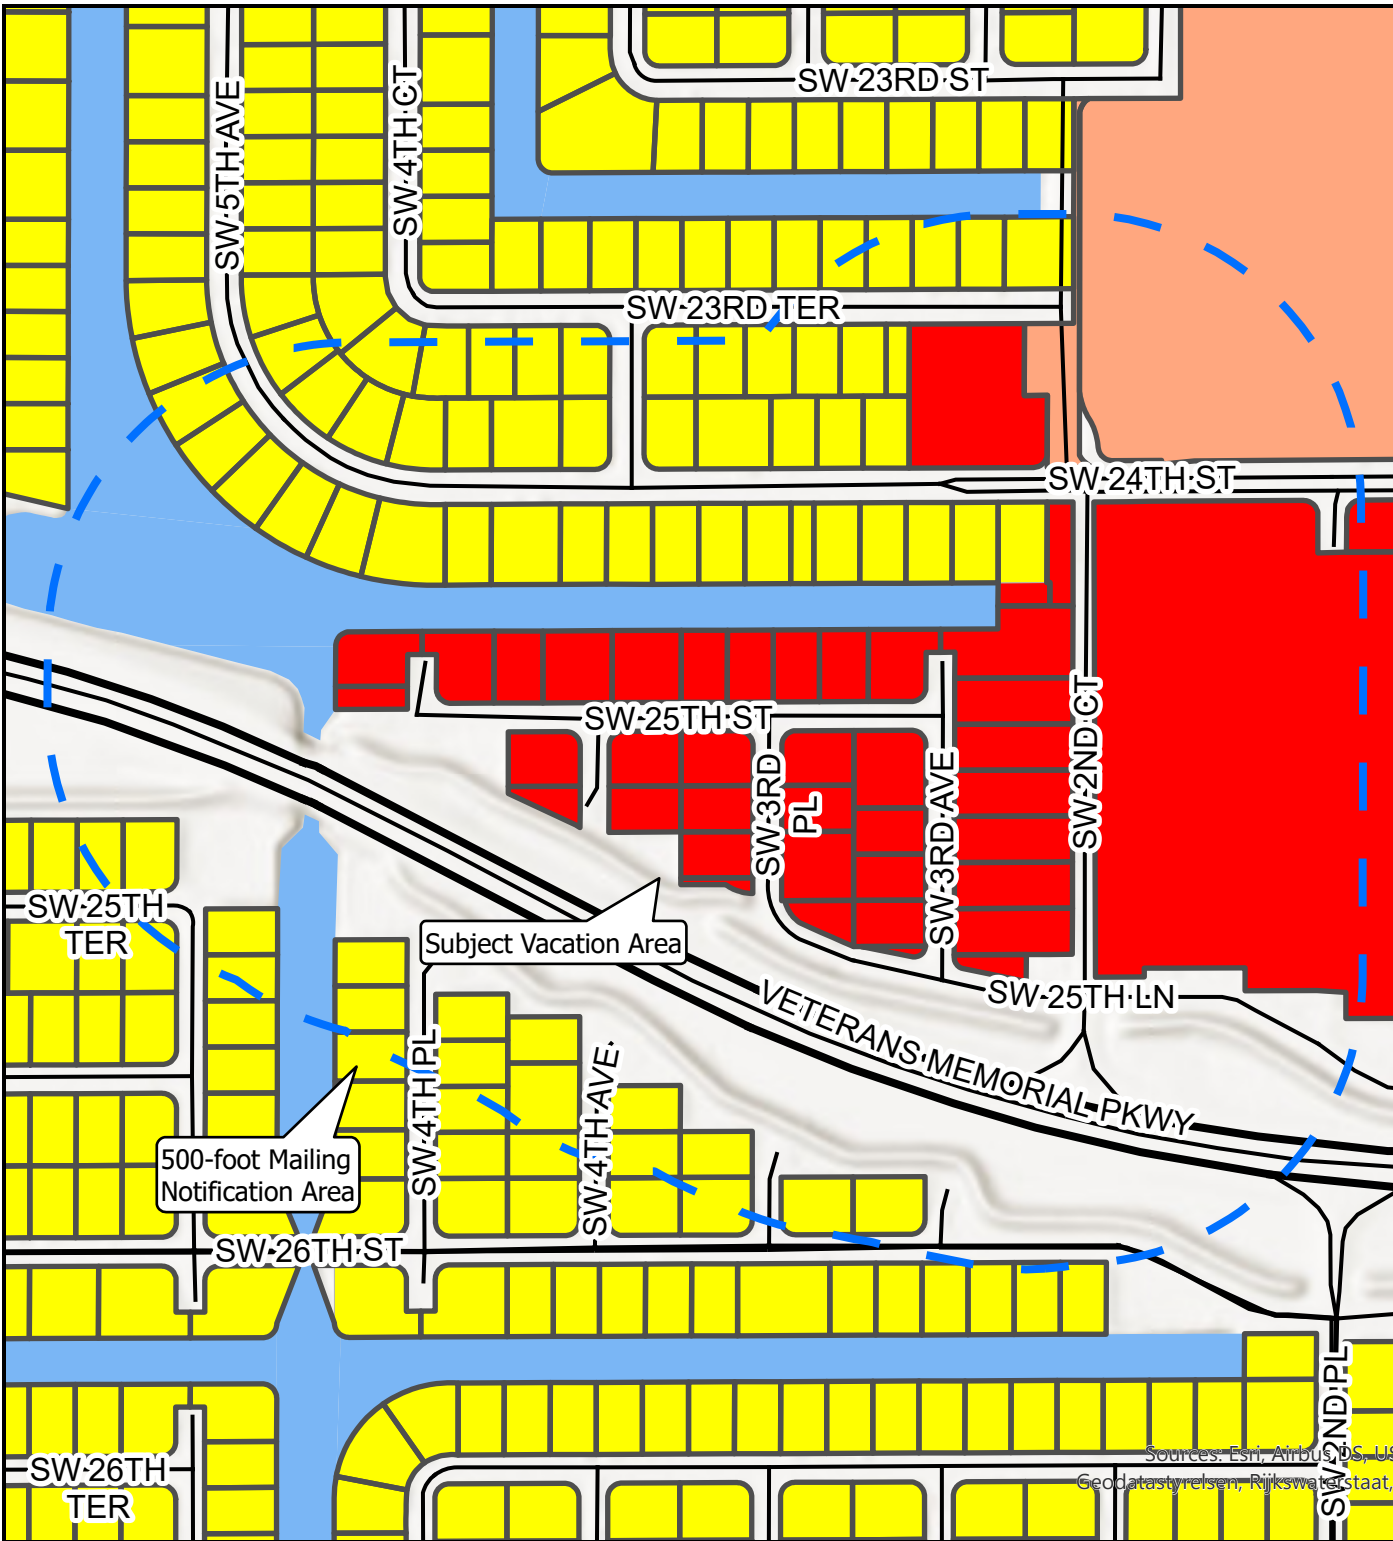 SW 23RD ST
SW 5TH AVE
SW 4TH CT
SW 23RD TER
SW 24TH ST
SW 25TH ST
SW 3RD
PL
SW 3RD AVE
SW 2ND CT
SW 25TH
TER
Subject Vacation Area
SW 25TH LN
VETERANS MEMORIAL PKWY
SW 4TH PL
SW 4TH AVE
500-foot Mailing
Notification Area
SW 26TH ST
SW 2ND PL
SW 26TH
TER
Sources: Esri, Airbus DS, US
Geodatastyrelsen, Rijkswaterstaat,